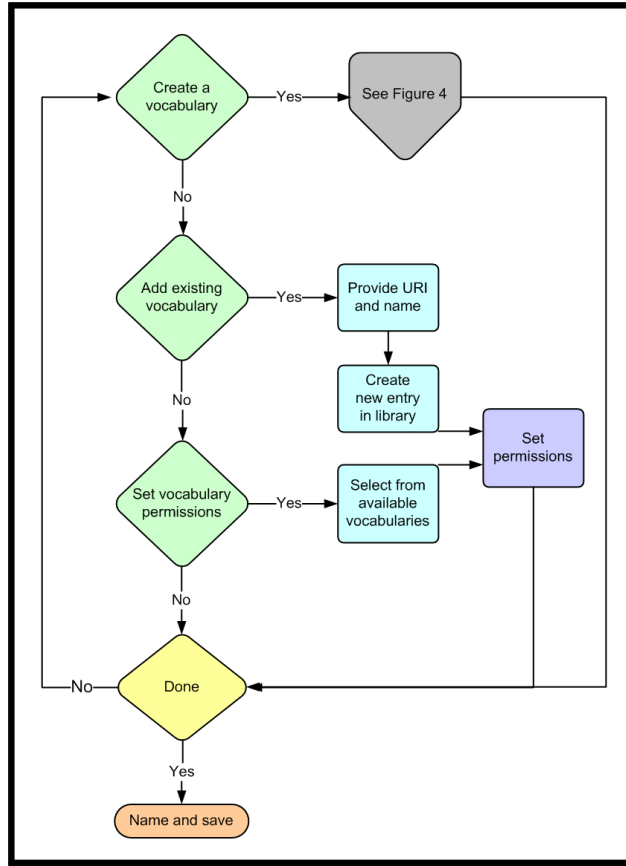 Create a
vocabulary
Yes
See Figure 4
No
Add existing
vocabulary
Yes
Provide URI
and name
No
Create
new entry
in library
Set
permissions
Set vocabulary
permissions
Yes
Select from
available
vocabularies
No
No
Done
Yes
Name and save